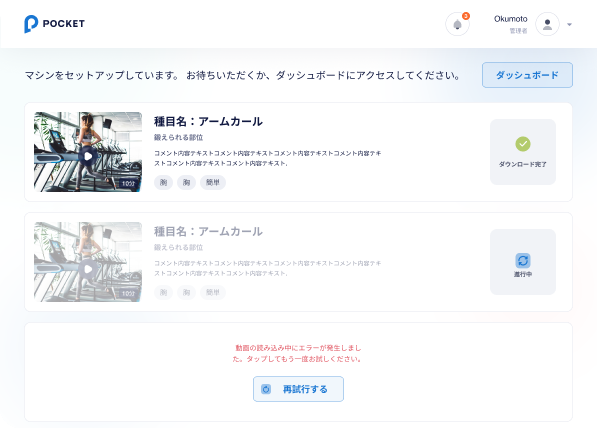 POCKET
3
Okumoto
管理者
マシンをセットアップしています。 お待ちいただくか、ダッシュボードにアクセスしてください。
ダッシュボード
種目名：アームカール
鍛えられる部位
コメント内容テキストコメント内容テキストコメント内容テキストコメント内容テキ
ストコメント内容テキストコメント内容テキスト。
腕
胸
簡単
10分
ダウンロード完了
種目名：アームカール
鍛えられる部位
コメント内容テキストコメント内容テキストコメント内容テキストコメント内容テキ
ストコメント内容テキストコメント内容テキスト。
腕
胸
簡単
10分
進行中
動画の読み込み中にエラーが発生しまし
た。タップしてもう一度お試しください。
再試行する